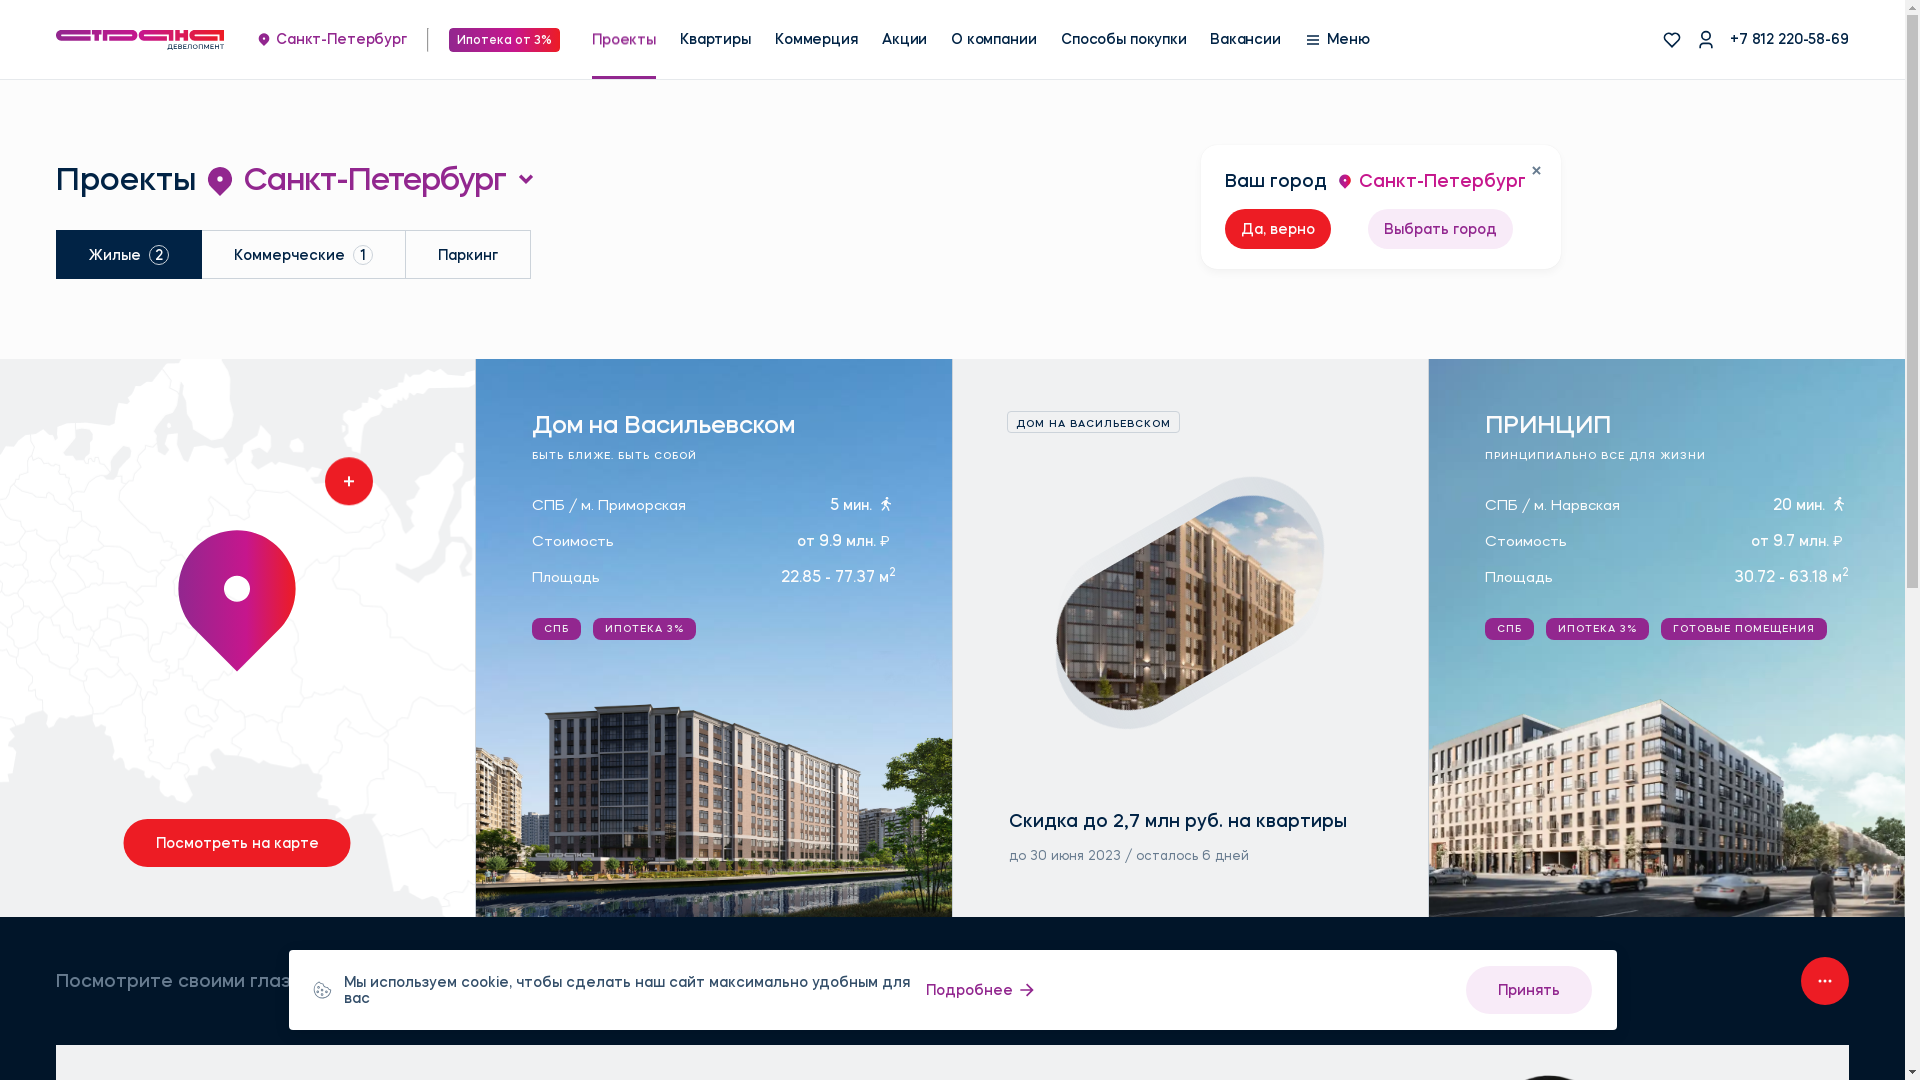 страна
ДЕВЕЛОПМЕНТ
Санкт-Петербург
Ипотека от 3%
Проекты
Квартиры
Коммерция
Акции
О компании
Способы покупки
Вакансии
Меню
+7 812 220-58-69
Проекты Санкт-Петербург
Ваш город Санкт-Петербург
Да, верно
Выбрать город
Жилые 2
Коммерческие 1
Паркинг
Посмотреть на карте
Дом на Васильевском
БЫТЬ БЛИЖЕ. БЫТЬ СОБОЙ
СПБ / м. Приморская 5 мин.
Стоимость от 9.9 млн. ₽
Площадь 22.85 - 77.37 м²
СПБ
ИПОТЕКА 3%
ДОМ НА ВАСИЛЬЕВСКОМ
Скидка до 2,7 млн руб. на квартиры
до 30 июня 2023 / осталось 6 дней
ПРИНЦИП
ПРИНЦИПИАЛЬНО ВСЕ ДЛЯ ЖИЗНИ
СПБ / м. Нарвская 20 мин.
Стоимость от 9.7 млн. ₽
Площадь 30.72 - 63.18 м²
СПБ
ИПОТЕКА 3%
ГОТОВЫЕ ПОМЕЩЕНИЯ
Посмотрите своими глаз
Мы используем cookie, чтобы сделать наш сайт максимально удобным для
вас
Подробнее
Принять